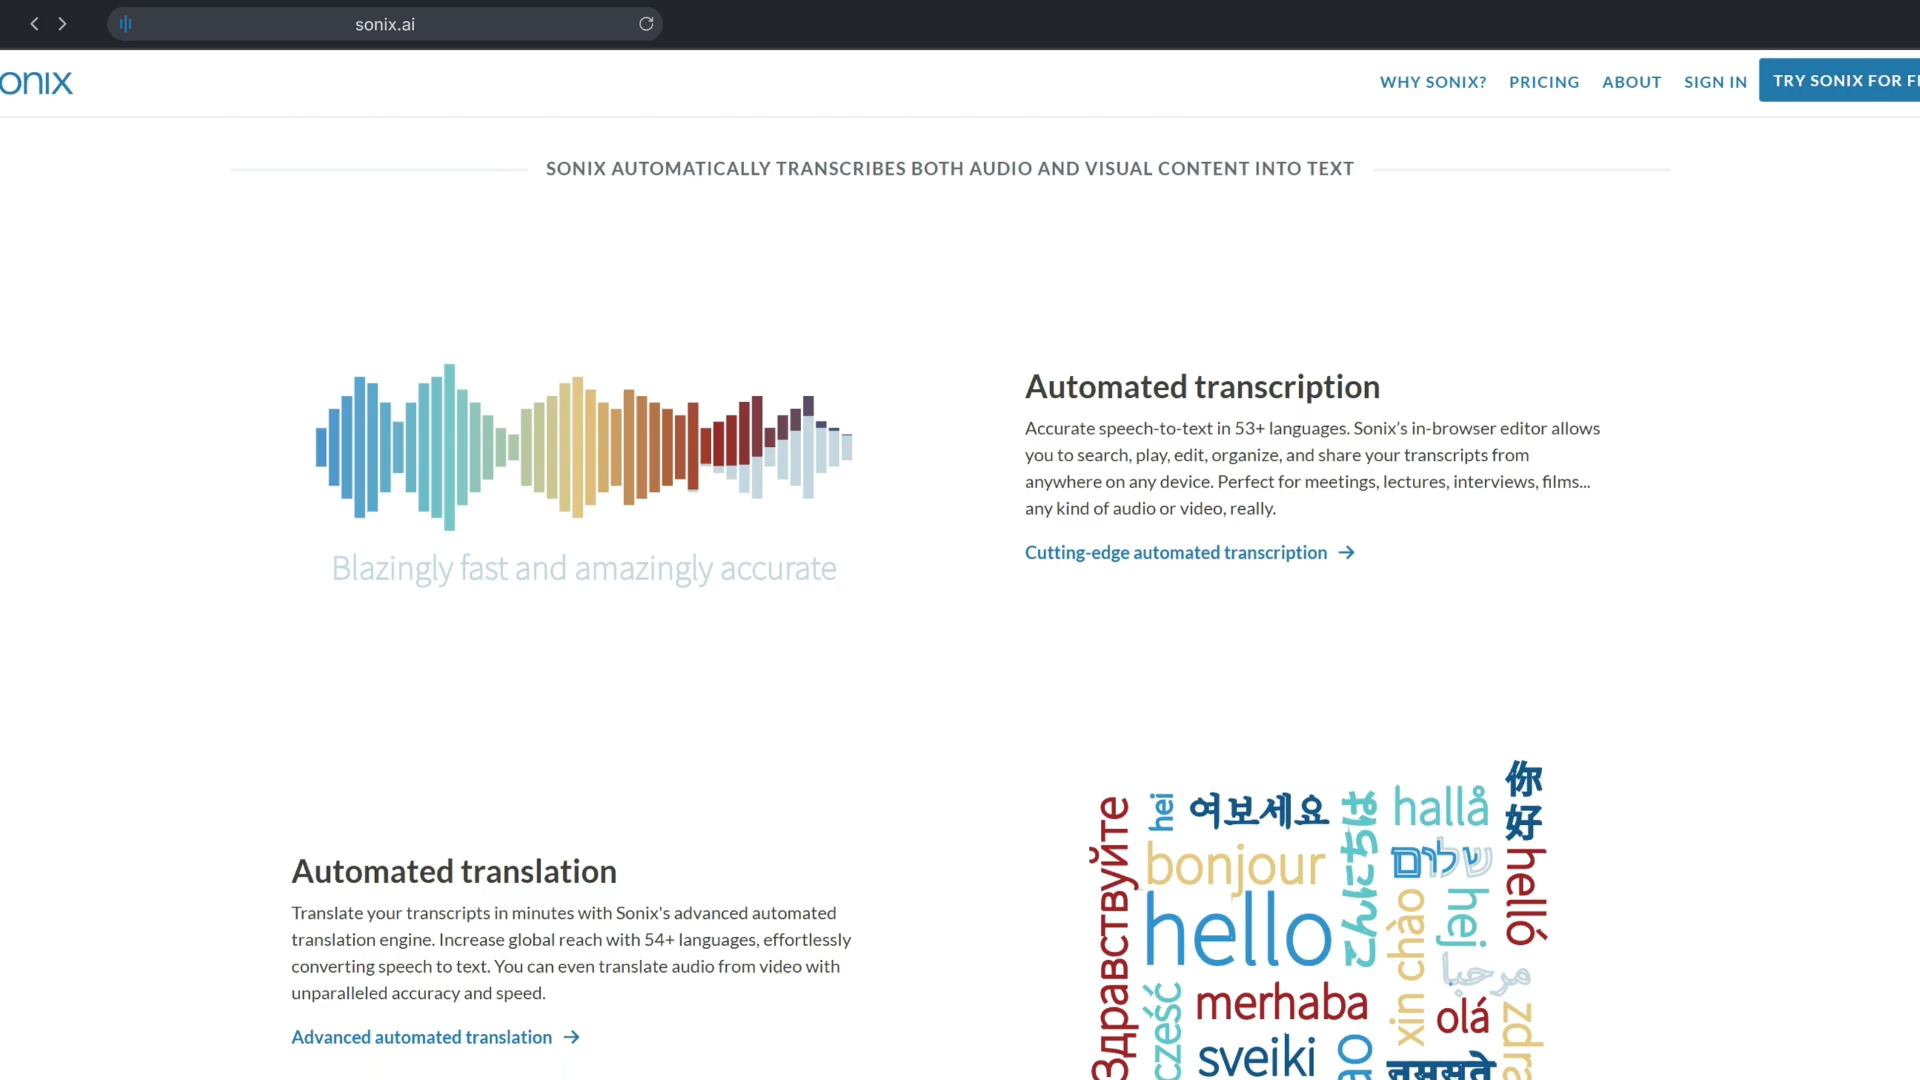 sonix.ai
onix
WHY SONIX? PRICING ABOUT SIGN IN TRY SONIX FOR
SONIX AUTOMATICALLY TRANSCRIBES BOTH AUDIO AND VISUAL CONTENT INTO TEXT
Blazingly fast and amazingly accurate
Automated transcription
Accurate speech-to-text in 53+ languages. Sonix’s in-browser editor allows
you to search, play, edit, organize, and share your transcripts from
anywhere on any device. Perfect for meetings, lectures, interviews, films...
any kind of audio or video, really.
Cutting-edge automated transcription →
Automated translation
Translate your transcripts in minutes with Sonix's advanced automated
translation engine. Increase global reach with 54+ languages, effortlessly
converting speech to text. You can even translate audio from video with
unparalleled accuracy and speed.
Advanced automated translation →
Здравствуйте
hei
여보세요
こんにちは
hallå
你好
bonjour
שלום
helló
hello
hej
xin chào
مرحبا
cześć
merhaba
olá
zdra
sveiki
ao
नमस्ते